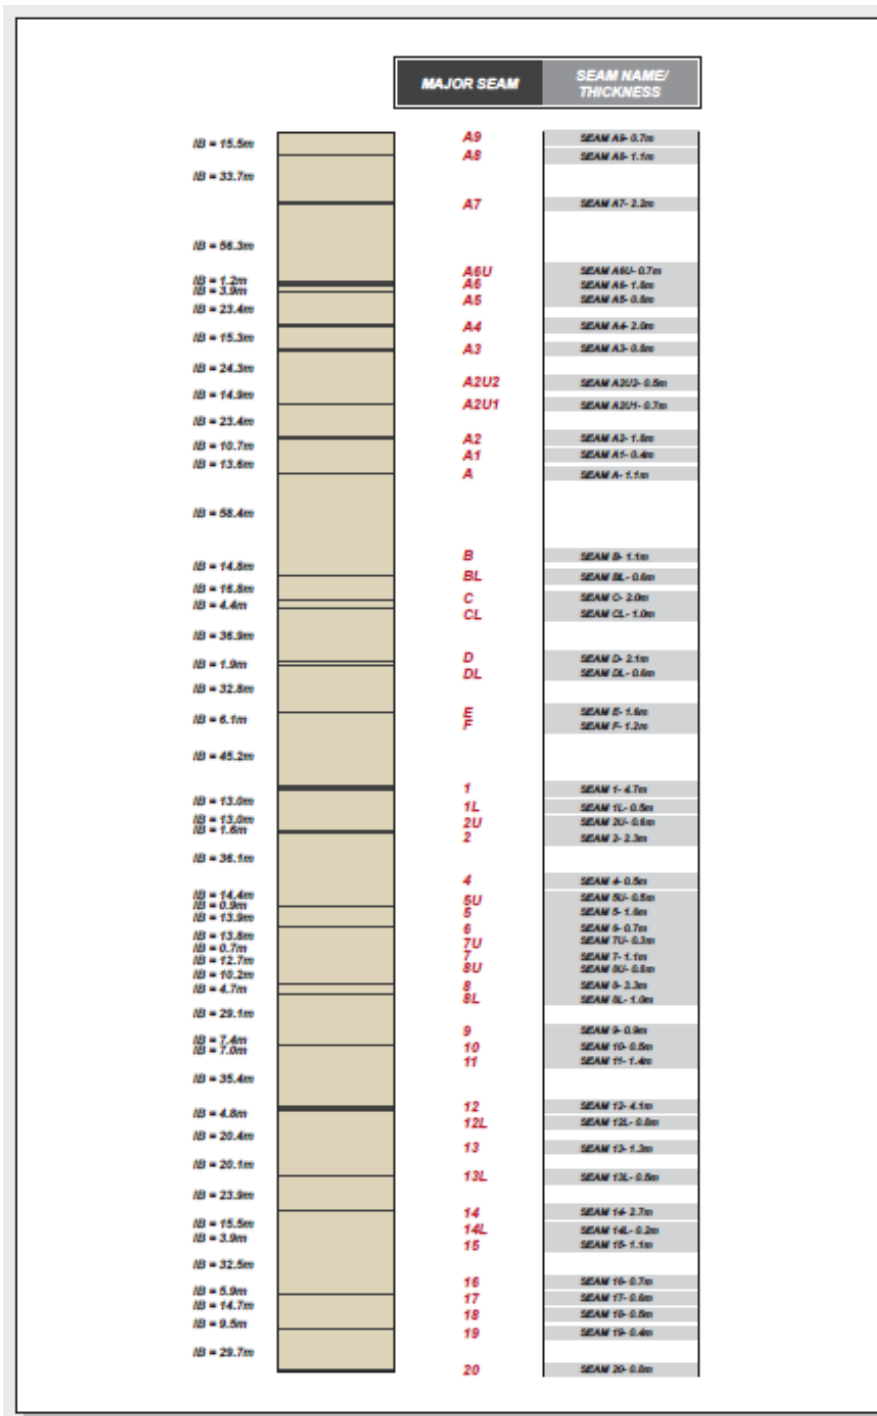 MAJOR SEAM
SEAM NAME/
THICKNESS
IB = 15.5m
IB = 33.7m
IB = 56.3m
IB = 1.2m
IB = 3.9m
IB = 23.4m
IB = 15.3m
IB = 24.3m
IB = 14.9m
IB = 23.4m
IB = 10.7m
IB = 13.6m
IB = 58.4m
IB = 14.8m
IB = 16.8m
IB = 4.4m
IB = 36.9m
IB = 1.9m
IB = 32.8m
IB = 6.1m
IB = 45.2m
IB = 13.0m
IB = 13.0m
IB = 1.6m
IB = 36.1m
IB = 14.4m
IB = 0.9m
IB = 13.9m
IB = 13.8m
IB = 0.7m
IB = 12.7m
IB = 10.2m
IB = 4.7m
IB = 29.1m
IB = 7.4m
IB = 7.0m
IB = 35.4m
IB = 4.8m
IB = 20.4m
IB = 20.1m
IB = 23.9m
IB = 15.5m
IB = 3.9m
IB = 32.5m
IB = 5.9m
IB = 14.7m
IB = 9.5m
IB = 29.7m
A9
A8
A7
A6U
A6
A5
A4
A3
A2U2
A2U1
A2
A1
A
B
BL
C
CL
D
DL
E
F
1
1L
2U
2
4
5U
5
6
7U
7
8U
8
8L
9
10
11
12
12L
13
13L
14
14L
15
16
17
18
19
20
SEAM A9- 0.7m
SEAM A8- 1.1m
SEAM A7- 2.2m
SEAM A6U- 0.7m
SEAM A6- 1.8m
SEAM A5- 0.8m
SEAM A4- 2.0m
SEAM A3- 0.8m
SEAM A2U2- 0.5m
SEAM A2U1- 0.7m
SEAM A2- 1.8m
SEAM A1- 0.4m
SEAM A- 1.1m
SEAM B- 1.1m
SEAM BL- 0.6m
SEAM C- 2.0m
SEAM CL- 1.0m
SEAM D- 2.1m
SEAM DL- 0.6m
SEAM E- 1.6m
SEAM F- 1.2m
SEAM 1- 4.7m
SEAM 1L- 0.5m
SEAM 2U- 0.6m
SEAM 2- 2.3m
SEAM 4- 0.5m
SEAM 5U- 0.5m
SEAM 5- 1.6m
SEAM 6- 0.7m
SEAM 7U- 0.3m
SEAM 7- 1.1m
SEAM 8U- 0.6m
SEAM 8- 3.3m
SEAM 8L- 1.0m
SEAM 9- 0.9m
SEAM 10- 0.5m
SEAM 11- 1.4m
SEAM 12- 4.1m
SEAM 12L- 0.8m
SEAM 13- 1.3m
SEAM 13L- 0.5m
SEAM 14- 2.7m
SEAM 14L- 0.2m
SEAM 15- 1.1m
SEAM 16- 0.7m
SEAM 17- 0.6m
SEAM 18- 0.5m
SEAM 19- 0.4m
SEAM 20- 0.8m